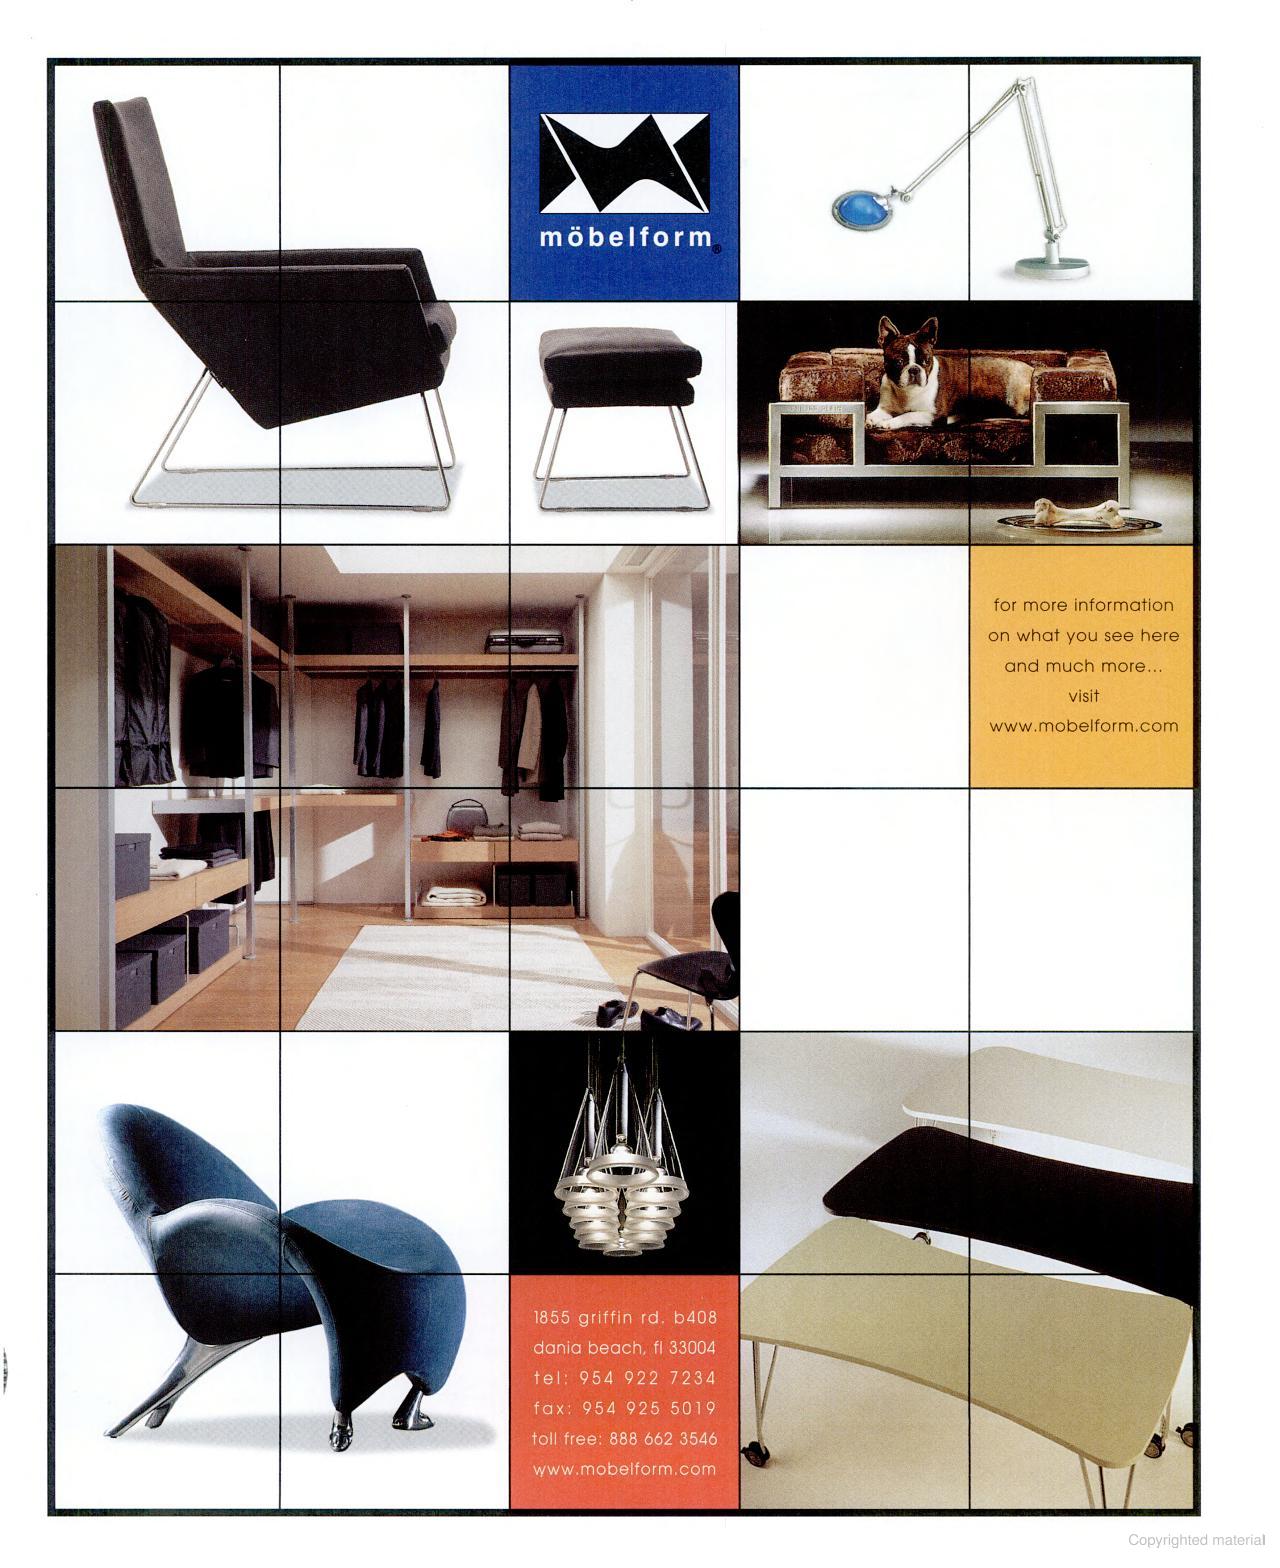 möbelform®
for more information
on what you see here
and much more...
visit
www.mobelform.com
1855 griffin rd. b408
dania beach, fl 33004
tel: 954 922 7234
fax: 954 925 5019
toll free: 888 662 3546
www.mobelform.com
Copyrighted material